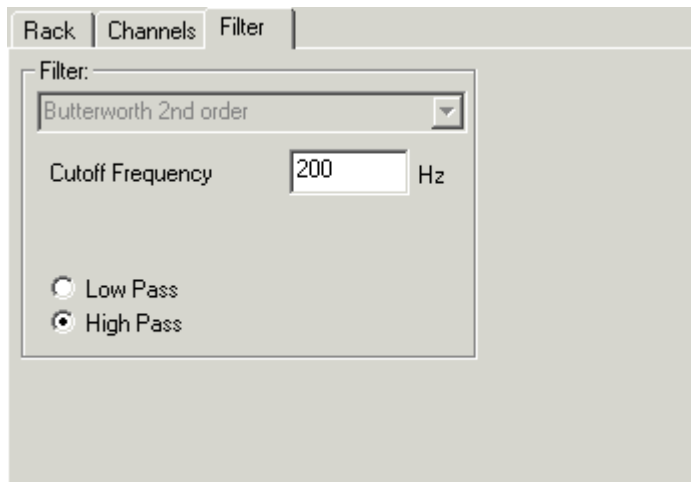 Rack Channels Filter
Filter:
Butterworth 2nd order
Cutoff Frequency 200 Hz
Low Pass
High Pass